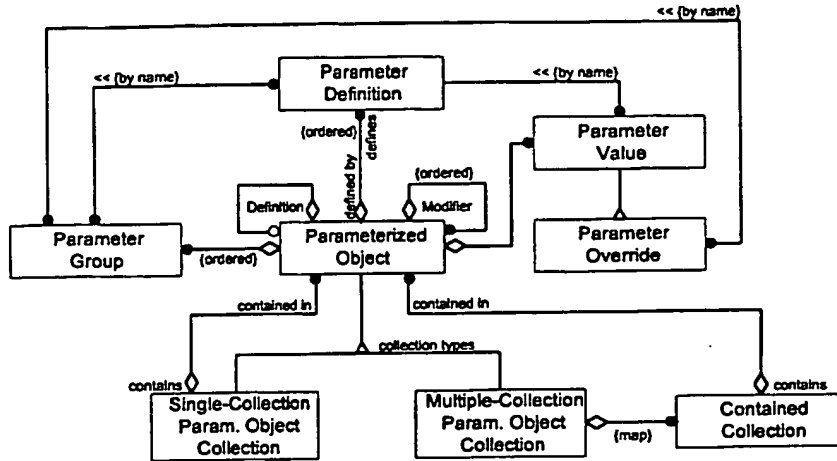 << {by name}
<< {by name}
Parameter
Definition
<< {by name}
{ordered}
defines
defined by
Parameter
Value
{ordered}
Definition
Modifier
Parameter
Group
{ordered}
Parameterized
Object
Parameter
Override
contained in
contained in
collection types
contains
contains
Single-Collection
Param. Object
Collection
Multiple-Collection
Param. Object
Collection
{map}
Contained
Collection